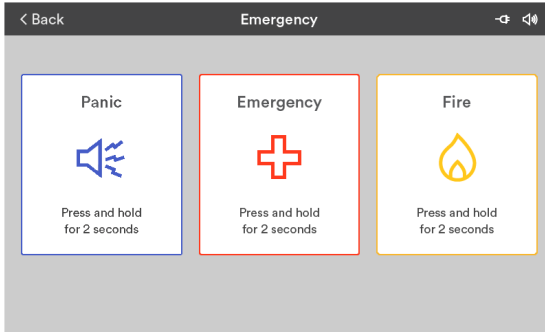 Back
Emergency
Panic
Press and hold
for 2 seconds
Emergency
Press and hold
for 2 seconds
Fire
Press and hold
for 2 seconds